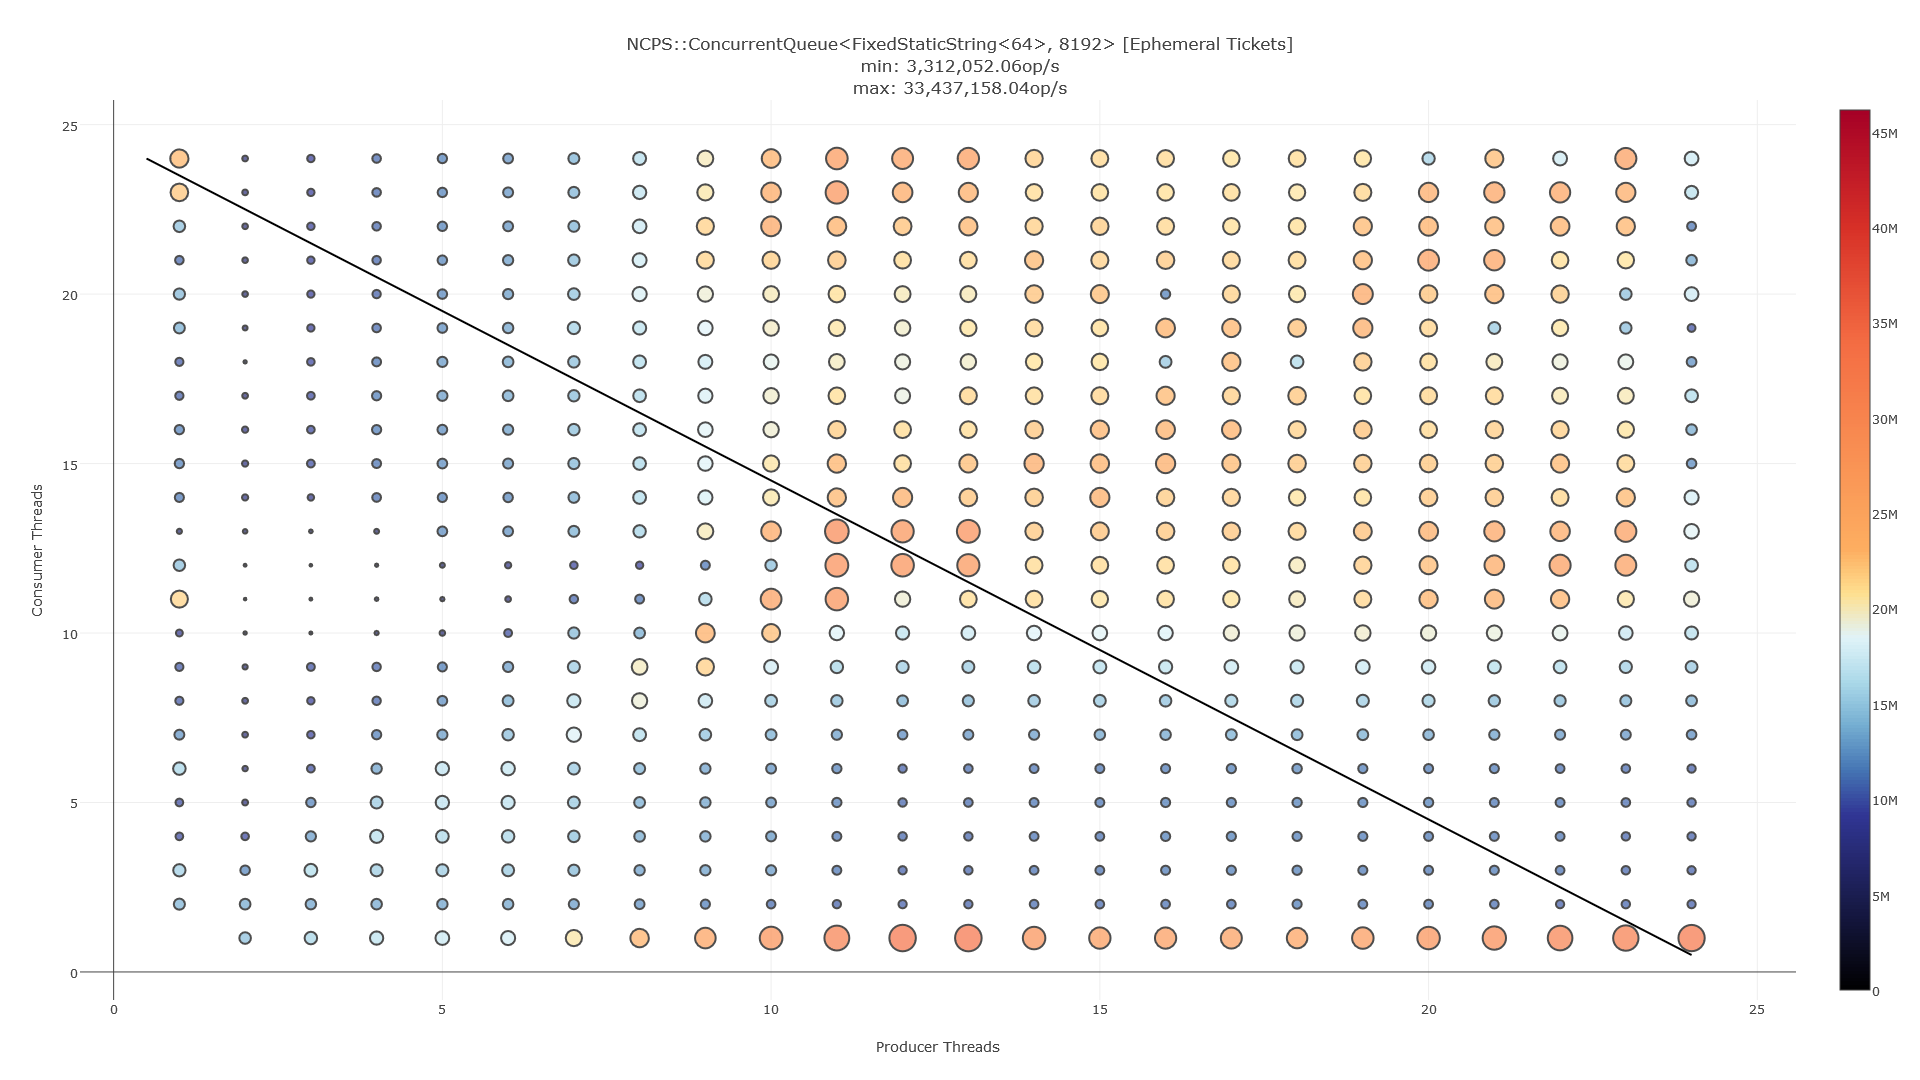 NCPS::ConcurrentQueue<FixedStaticString<64>, 8192> [Ephemeral Tickets]
min: 3,312,052.06op/s
max: 33,437,158.04op/s
25
20
15
10
5
0
Consumer Threads
0
5
10
15
20
25
Producer Threads
45M
40M
35M
30M
25M
20M
15M
10M
5M
0